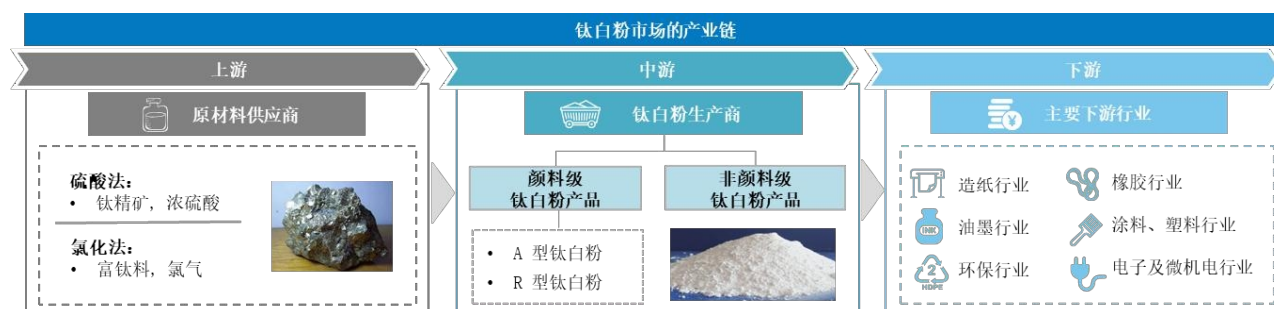 钛白粉市场的产业链
上游
中游
下游
原材料供应商
硫酸法：
• 钛精矿，浓硫酸
氯化法：
• 富钛料，氯气
钛白粉生产商
颜料级
钛白粉产品
非颜料级
钛白粉产品
• A 型钛白粉
• R 型钛白粉
¥
主要下游行业
造纸行业
橡胶行业
INK
油墨行业
涂料、塑料行业
2
HDPE
环保行业
电子及微机电行业